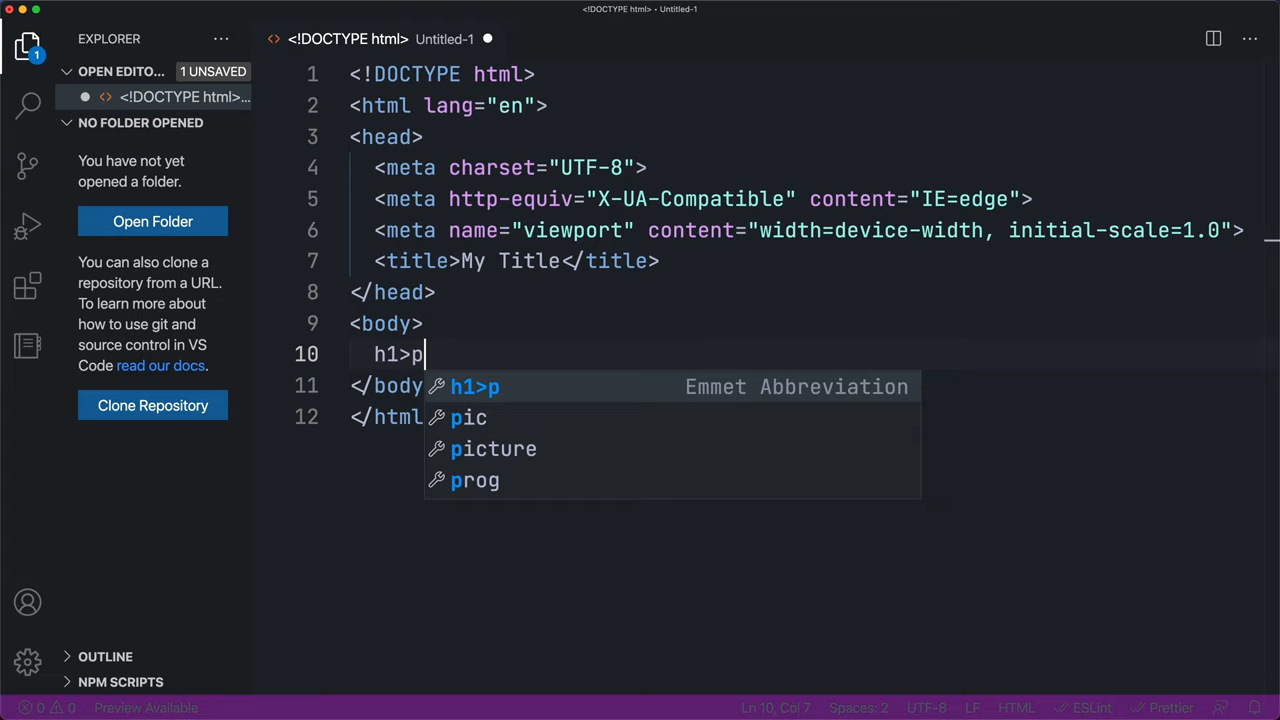 <!DOCTYPE html> • Untitled-1
EXPLORER
<!DOCTYPE html> Untitled-1
1
OPEN EDITO... 1 UNSAVED
<!DOCTYPE html>...
NO FOLDER OPENED
You have not yet
opened a folder.
Open Folder
You can also clone a
repository from a URL.
To learn more about
how to use git and
source control in VS
Code read our docs.
Clone Repository
OUTLINE
NPM SCRIPTS
1 <!DOCTYPE html>
2 <html lang="en">
3 <head>
4 <meta charset="UTF-8">
5 <meta http-equiv="X-UA-Compatible" content="IE=edge">
6 <meta name="viewport" content="width=device-width, initial-scale=1.0">
7 <title>My Title</title>
8 </head>
9 <body>
10 h1>p
11 </body
12 </html
h1>p Emmet Abbreviation
pic
picture
prog
0 0 Preview Available Ln 10, Col 7 Spaces: 2 UTF-8 LF HTML ESLint Prettier